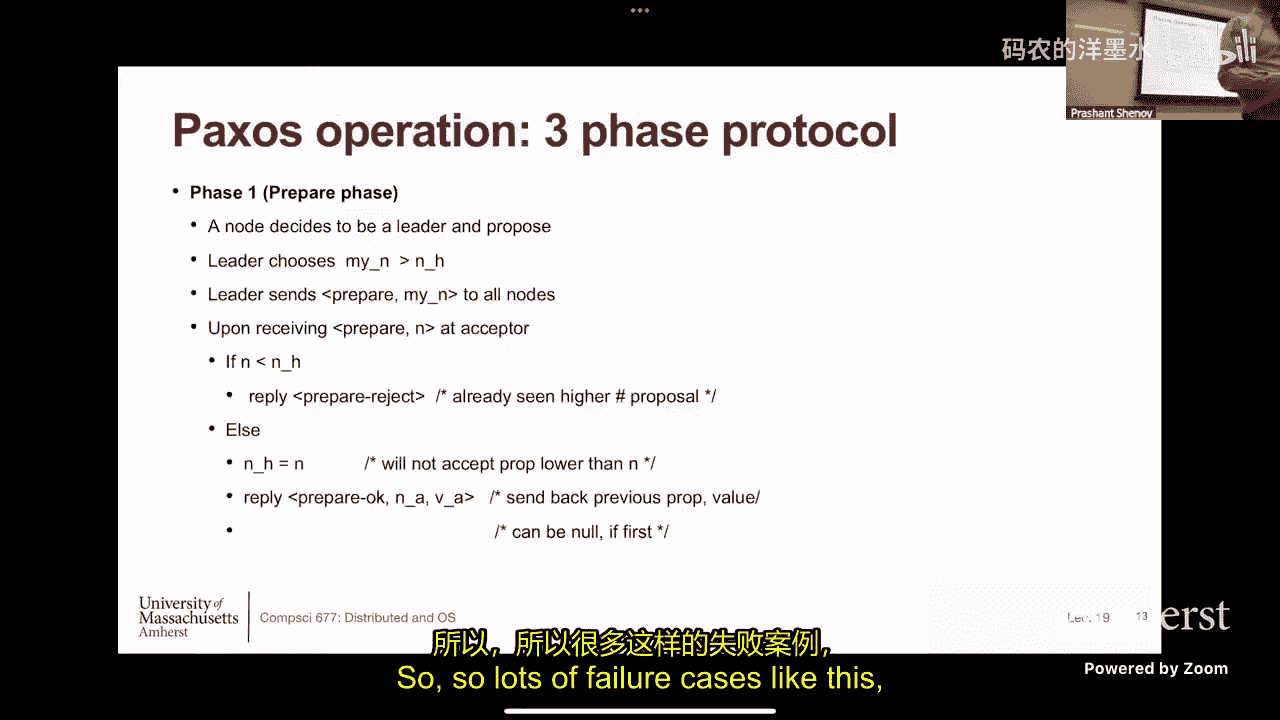 码农的洋墨水
Prashant Shenoy
Paxos operation: 3 phase protocol
• Phase 1 (Prepare phase)
• A node decides to be a leader and propose
• Leader chooses my_n > n_h
• Leader sends <prepare, my_n> to all nodes
• Upon receiving <prepare, n> at acceptor
• If n < n_h
• reply <prepare-reject> /* already seen higher # proposal */
• Else
• n_h = n /* will not accept prop lower than n */
• reply <prepare-ok, n_a, v_a> /* send back previous prop, value/
• /* can be null, if first */
University of
Massachusetts
Amherst
Compsci 677: Distributed and OS
Lec. 19
13
erst
所以，所以很多这样的失败案例，
So, so lots of failure cases like this,
Powered by Zoom